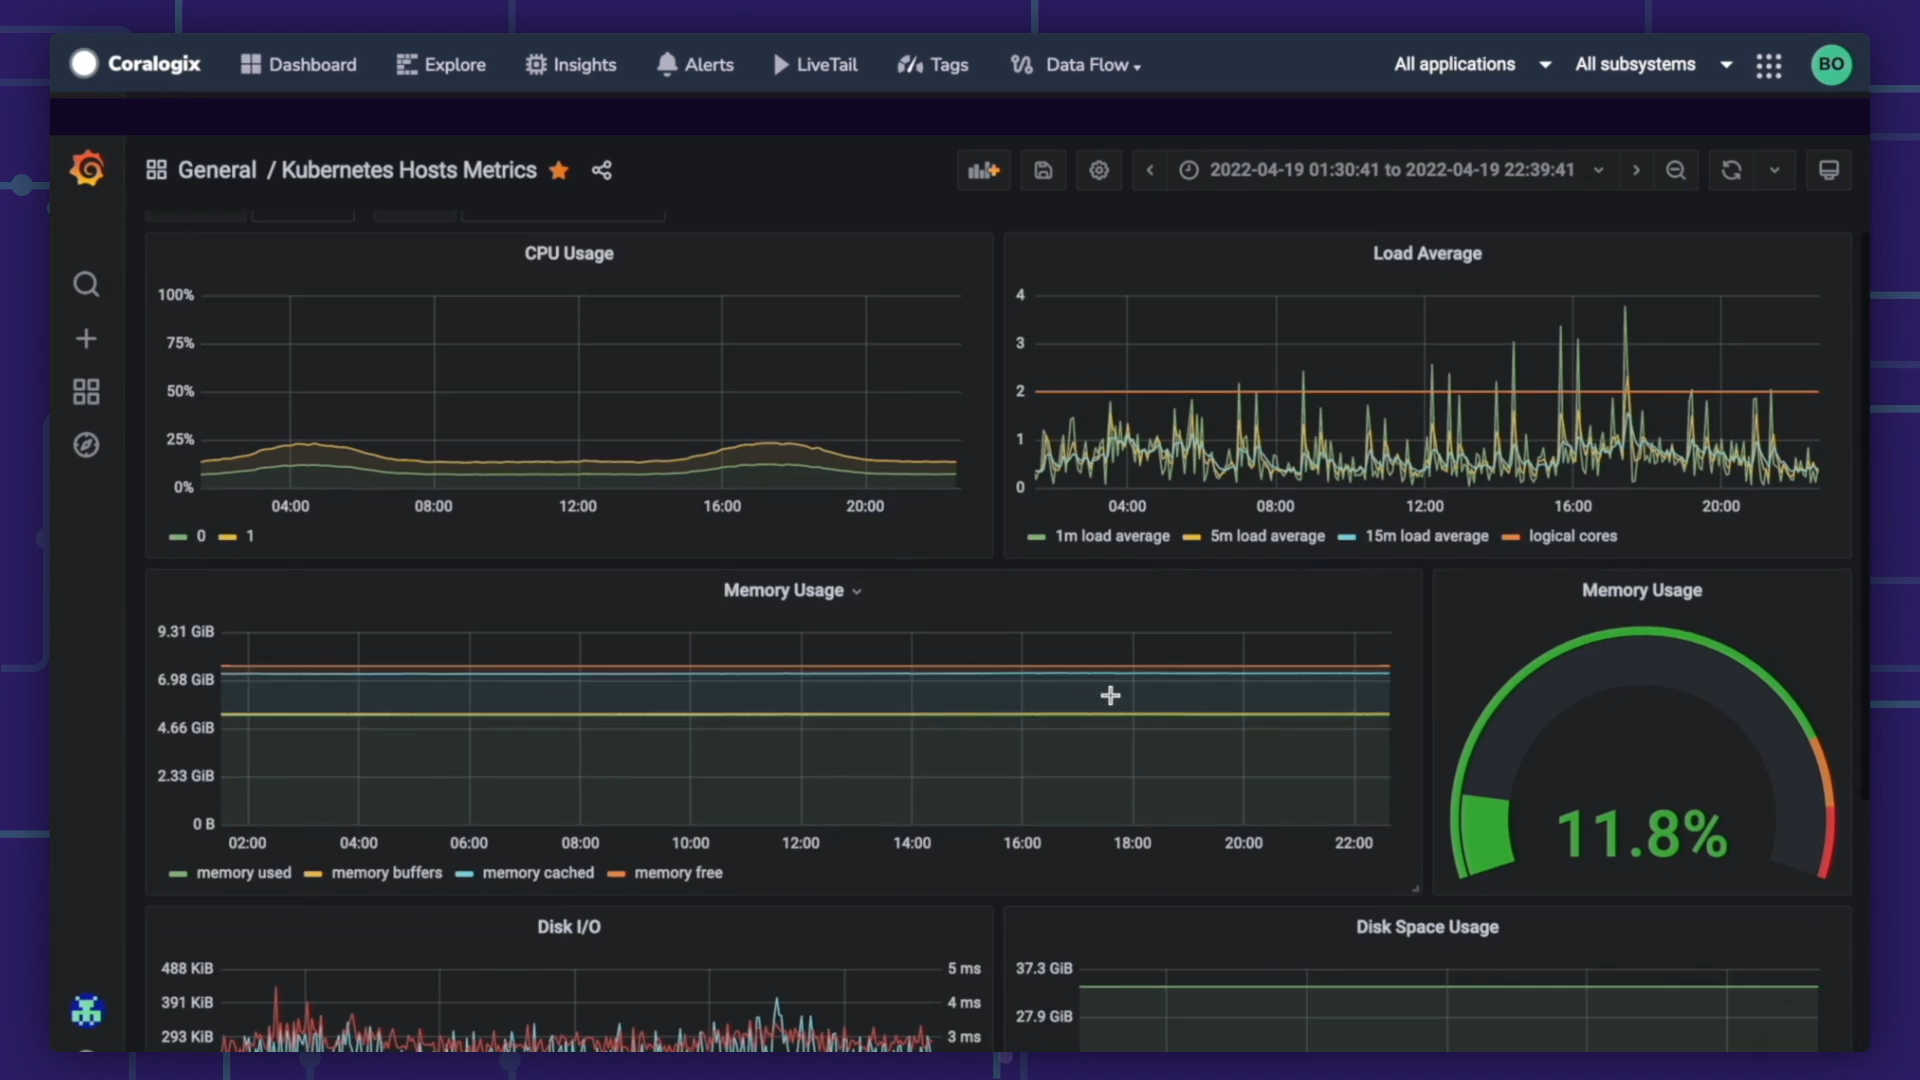 Coralogix Dashboard Explore Insights Alerts LiveTail Tags Data Flow All applications All subsystems BO
General / Kubernetes Hosts Metrics 2022-04-19 01:30:41 to 2022-04-19 22:39:41
CPU Usage
100%
75%
50%
25%
0%
04:00 08:00 12:00 16:00 20:00
0 1
Load Average
4
3
2
1
0
04:00 08:00 12:00 16:00 20:00
1m load average 5m load average 15m load average logical cores
Memory Usage
9.31 GiB
6.98 GiB
4.66 GiB
2.33 GiB
0 B
02:00 04:00 06:00 08:00 10:00 12:00 14:00 16:00 18:00 20:00 22:00
memory used memory buffers memory cached memory free
Memory Usage
11.8%
Disk I/O
488 KiB 5 ms
391 KiB 4 ms
293 KiB 3 ms
Disk Space Usage
37.3 GiB
27.9 GiB